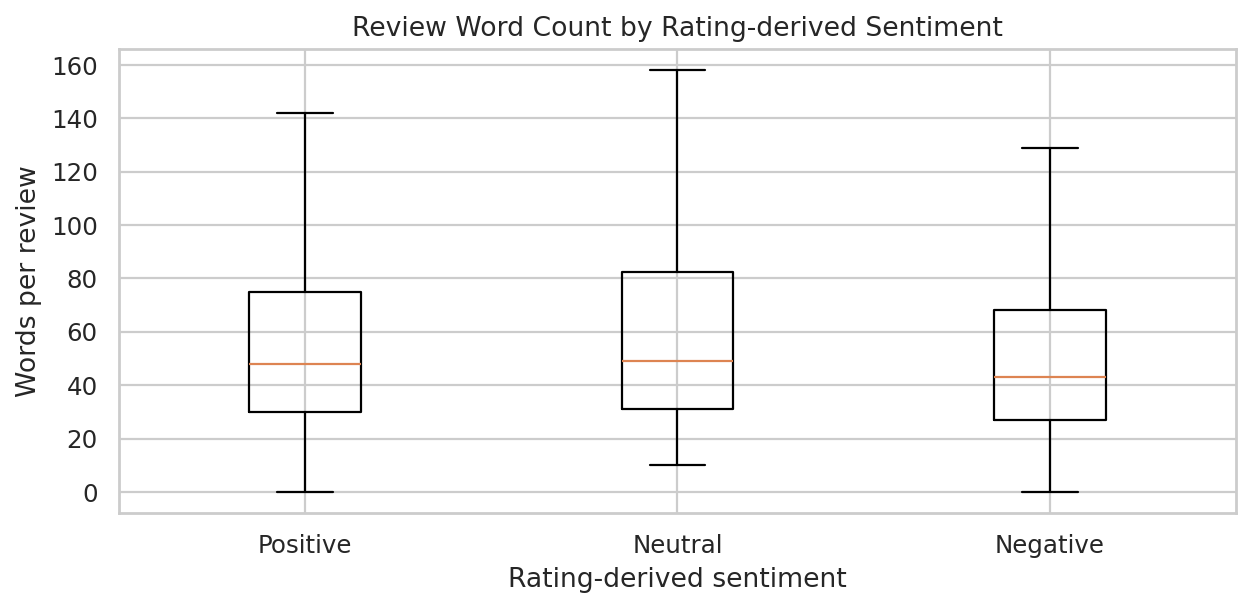 Review Word Count by Rating-derived Sentiment
Words per review
160
140
120
100
80
60
40
20
0
Positive Neutral Negative
Rating-derived sentiment